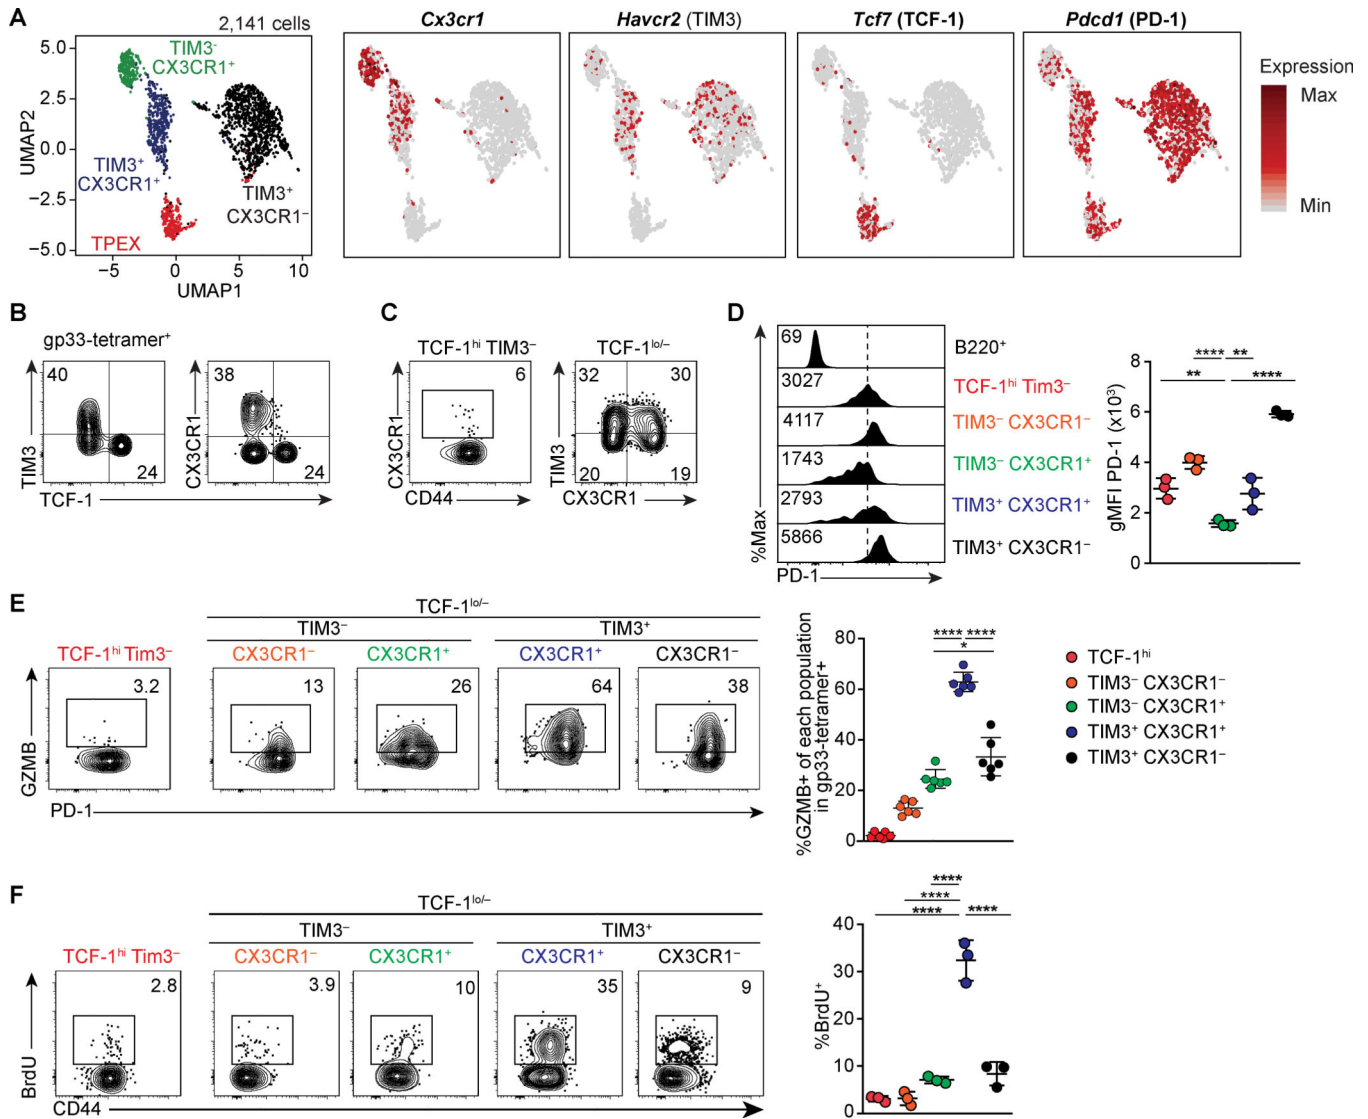 A
2,141 cells
TIM3⁻
CX3CR1⁺
TIM3⁺
CX3CR1⁺
TIM3⁺
CX3CR1⁻
TPEX
5.0
2.5
0.0
−2.5
−5.0
UMAP2
−5 0 5 10
UMAP1
Cx3cr1
Havcr2 (TIM3)
Tcf7 (TCF-1)
Pdcd1 (PD-1)
Expression
Max
Min
B
gp33-tetramer⁺
40
24
TIM3
TCF-1
38
24
CX3CR1
C
TCF-1ʰⁱ TIM3⁻
6
CX3CR1
CD44
TCF-1ˡᵒ/⁻
32 30
20 19
TIM3
CX3CR1
D
%Max
69 B220⁺
3027 TCF-1ʰⁱ Tim3⁻
4117 TIM3⁻ CX3CR1⁻
1743 TIM3⁻ CX3CR1⁺
2793 TIM3⁺ CX3CR1⁺
5866 TIM3⁺ CX3CR1⁻
PD-1
gMFI PD-1 (x10³)
8
6
4
2
0
**** **
** ****
E
TCF-1ˡᵒ/⁻
TIM3⁻ TIM3⁺
TCF-1ʰⁱ Tim3⁻ CX3CR1⁻ CX3CR1⁺ CX3CR1⁺ CX3CR1⁻
3.2 13 26 64 38
GZMB
PD-1
%GZMB+ of each population
in gp33-tetramer+
80
60
40
20
0
**** ****
*
TCF-1ʰⁱ
TIM3⁻ CX3CR1⁻
TIM3⁻ CX3CR1⁺
TIM3⁺ CX3CR1⁺
TIM3⁺ CX3CR1⁻
F
TCF-1ˡᵒ/⁻
TIM3⁻ TIM3⁺
TCF-1ʰⁱ Tim3⁻ CX3CR1⁻ CX3CR1⁺ CX3CR1⁺ CX3CR1⁻
2.8 3.9 10 35 9
BrdU
CD44
%BrdU⁺
40
30
20
10
0
****
****
**** ****